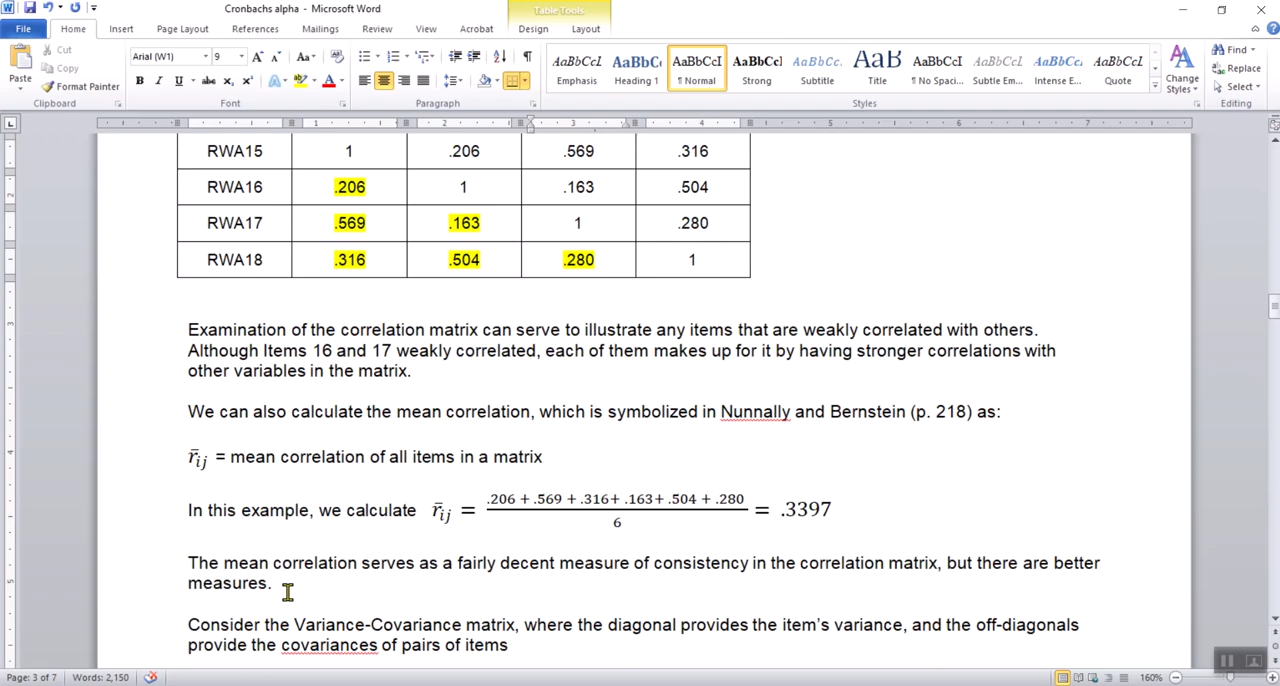 Cronbachs alpha - Microsoft Word
Table Tools
File Home Insert Page Layout References Mailings Review View Acrobat Design Layout
Paste
Cut
Copy
Format Painter
Clipboard
Arial (W1) 9
Font
Paragraph
AaBbCcI AaBbCc AaBbCcI AaBbCc AaBbCc. AaB AaBbCcI AaBbCcI AaBbCcI AaBbCcI
Emphasis Heading 1 ¶ Normal Strong Subtitle Title ¶ No Spaci... Subtle Em... Intense E... Quote
Change Styles
Styles
Find
Replace
Select
Editing
RWA15 1 .206 .569 .316
RWA16 .206 1 .163 .504
RWA17 .569 .163 1 .280
RWA18 .316 .504 .280 1
Examination of the correlation matrix can serve to illustrate any items that are weakly correlated with others.
Although Items 16 and 17 weakly correlated, each of them makes up for it by having stronger correlations with
other variables in the matrix.
We can also calculate the mean correlation, which is symbolized in Nunnally and Bernstein (p. 218) as:
r̄ij = mean correlation of all items in a matrix
In this example, we calculate r̄ij = .206 + .569 + .316+ .163+ .504 + .280 / 6 = .3397
The mean correlation serves as a fairly decent measure of consistency in the correlation matrix, but there are better
measures.
Consider the Variance-Covariance matrix, where the diagonal provides the item's variance, and the off-diagonals
provide the covariances of pairs of items
Page: 3 of 7 Words: 2,150 160%